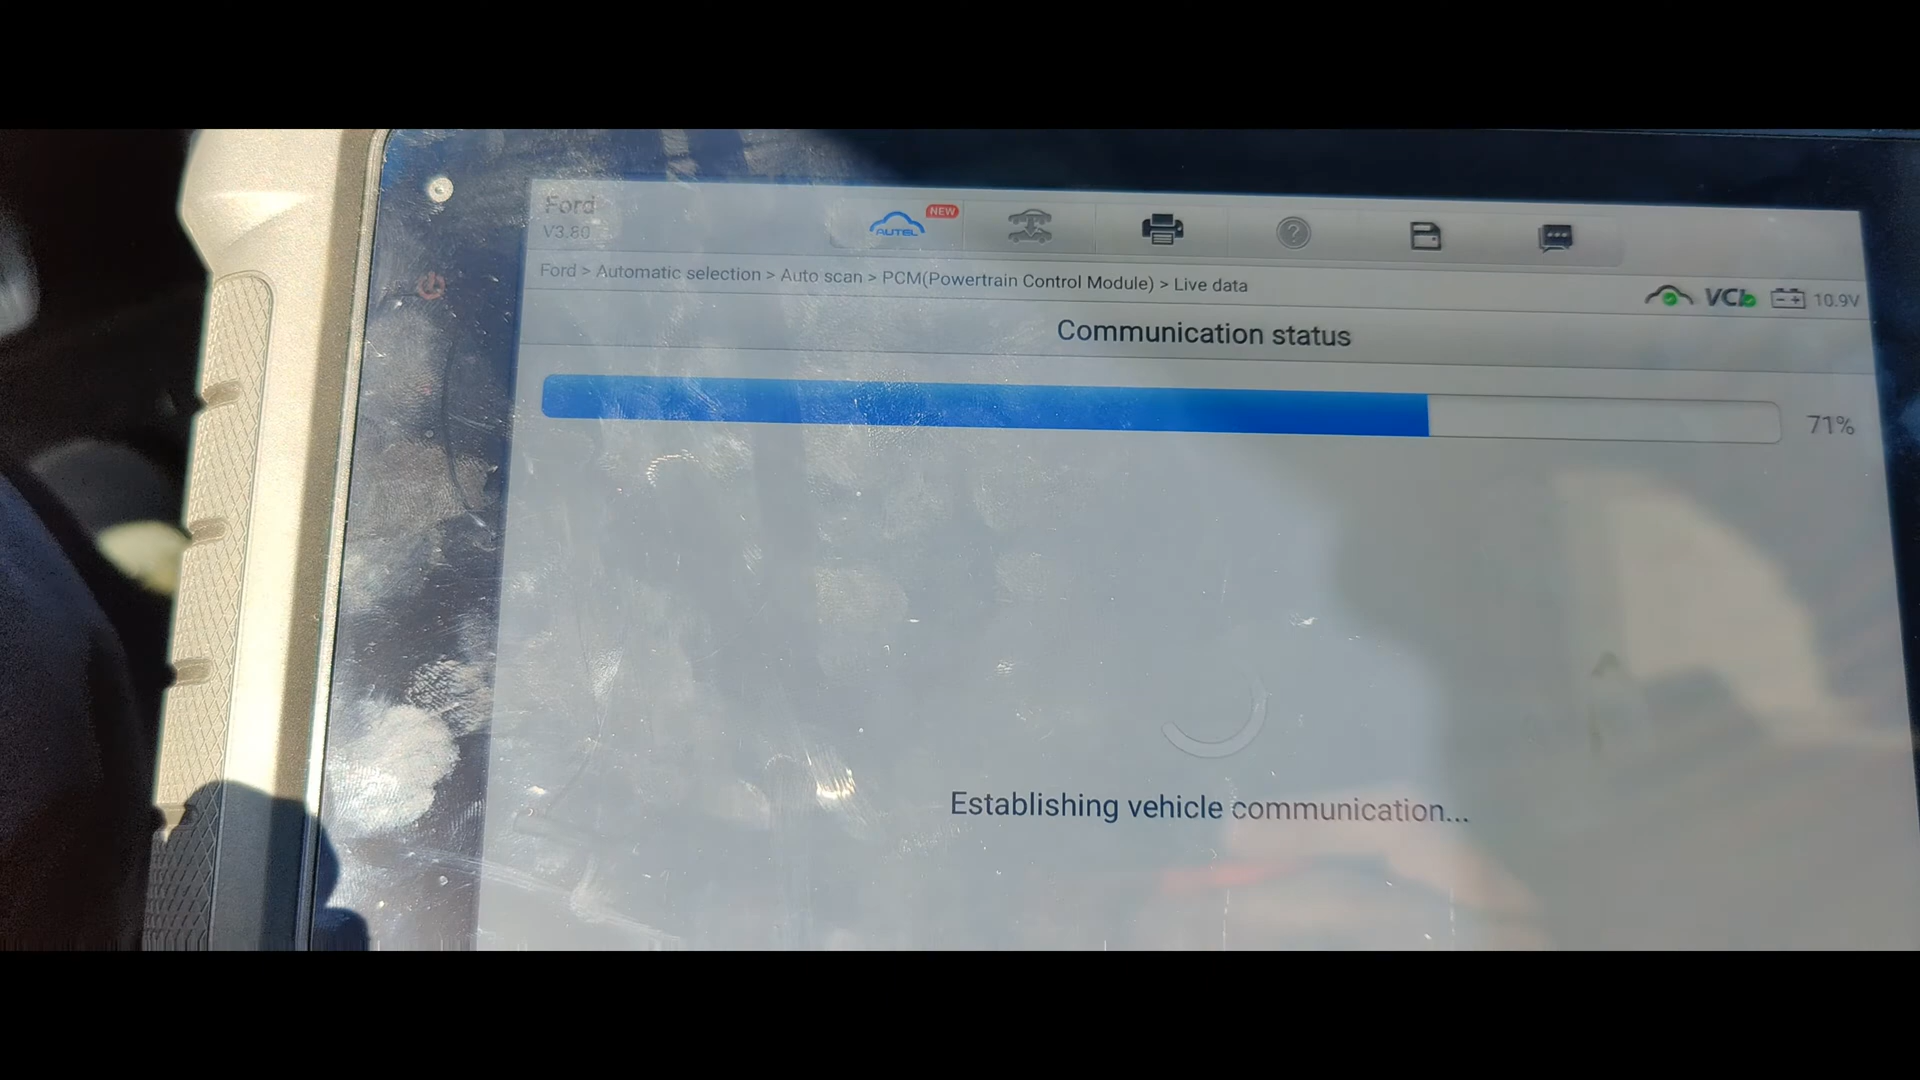 Ford
V3.80
AUTEL
NEW
?
Ford > Automatic selection > Auto scan > PCM(Powertrain Control Module) > Live data
VCI
10.9V
Communication status
71%
Establishing vehicle communication...